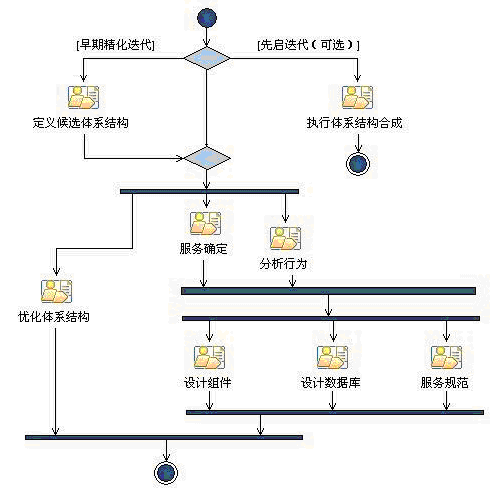 [早期精化迭代]
[先启迭代（可选）]
定义候选体系结构
执行体系结构合成
服务确定
分析行为
优化体系结构
设计组件
设计数据库
服务规范